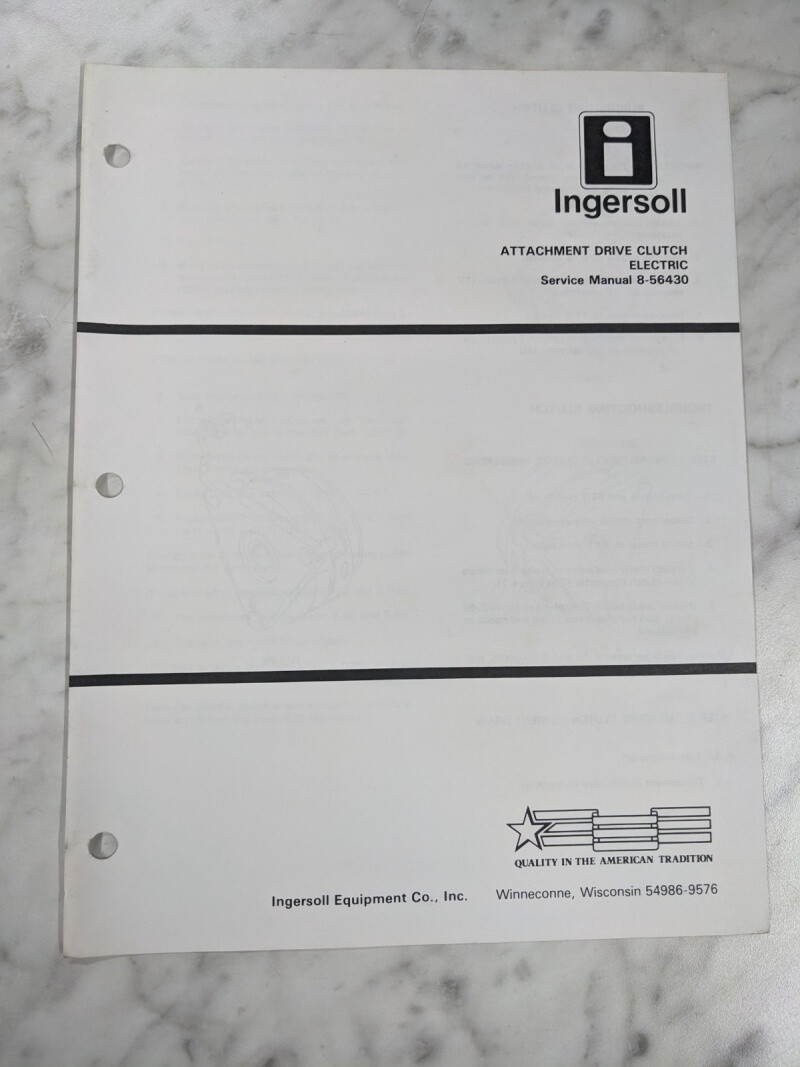 Ingersoll
ATTACHMENT DRIVE CLUTCH
ELECTRIC
Service Manual 8-56430
QUALITY IN THE AMERICAN TRADITION
Ingersoll Equipment Co., Inc. Winneconne, Wisconsin 54986-9576